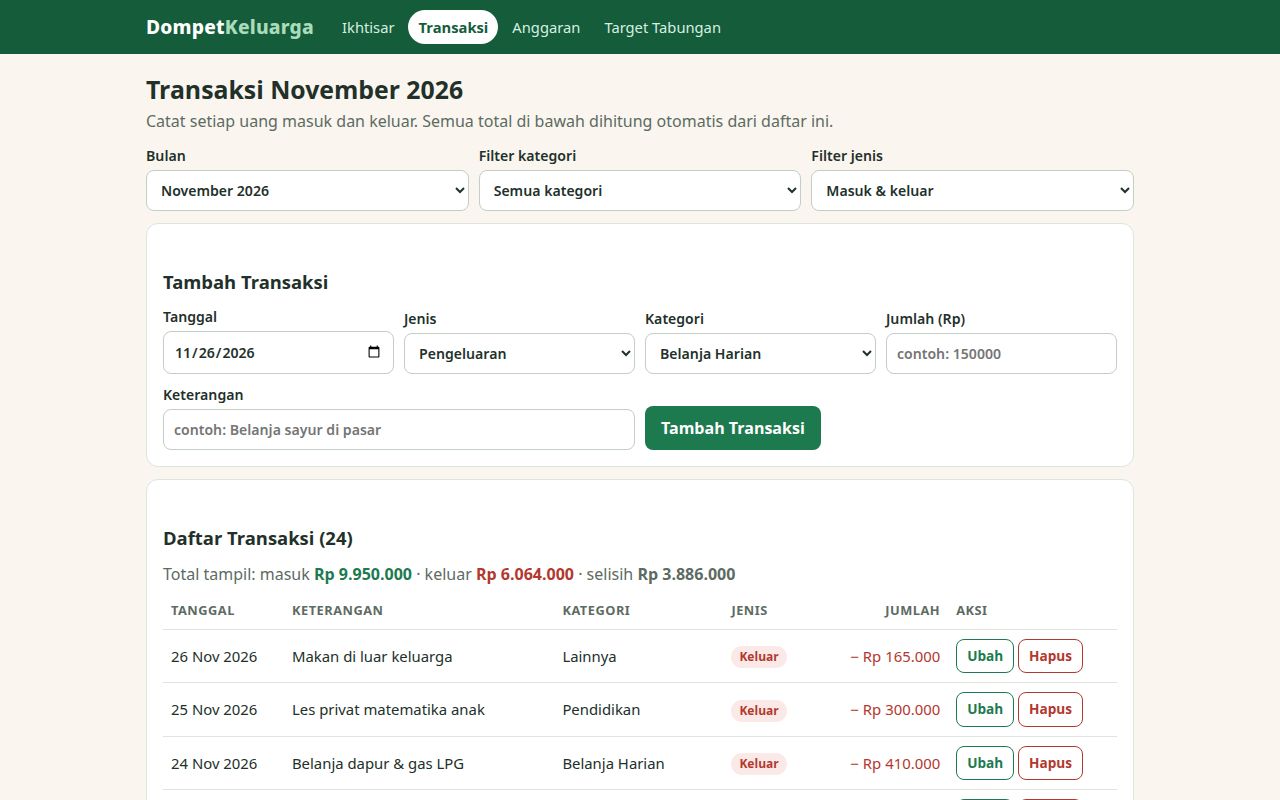 DompetKeluarga Ikhtisar Transaksi Anggaran Target Tabungan
Transaksi November 2026
Catat setiap uang masuk dan keluar. Semua total di bawah dihitung otomatis dari daftar ini.
Bulan Filter kategori Filter jenis
November 2026 Semua kategori Masuk & keluar
Tambah Transaksi
Tanggal Jenis Kategori Jumlah (Rp)
11/26/2026 Pengeluaran Belanja Harian contoh: 150000
Keterangan
contoh: Belanja sayur di pasar Tambah Transaksi
Daftar Transaksi (24)
Total tampil: masuk Rp 9.950.000 · keluar Rp 6.064.000 · selisih Rp 3.886.000
TANGGAL KETERANGAN KATEGORI JENIS JUMLAH AKSI
26 Nov 2026 Makan di luar keluarga Lainnya Keluar − Rp 165.000 Ubah Hapus
25 Nov 2026 Les privat matematika anak Pendidikan Keluar − Rp 300.000 Ubah Hapus
24 Nov 2026 Belanja dapur & gas LPG Belanja Harian Keluar − Rp 410.000 Ubah Hapus